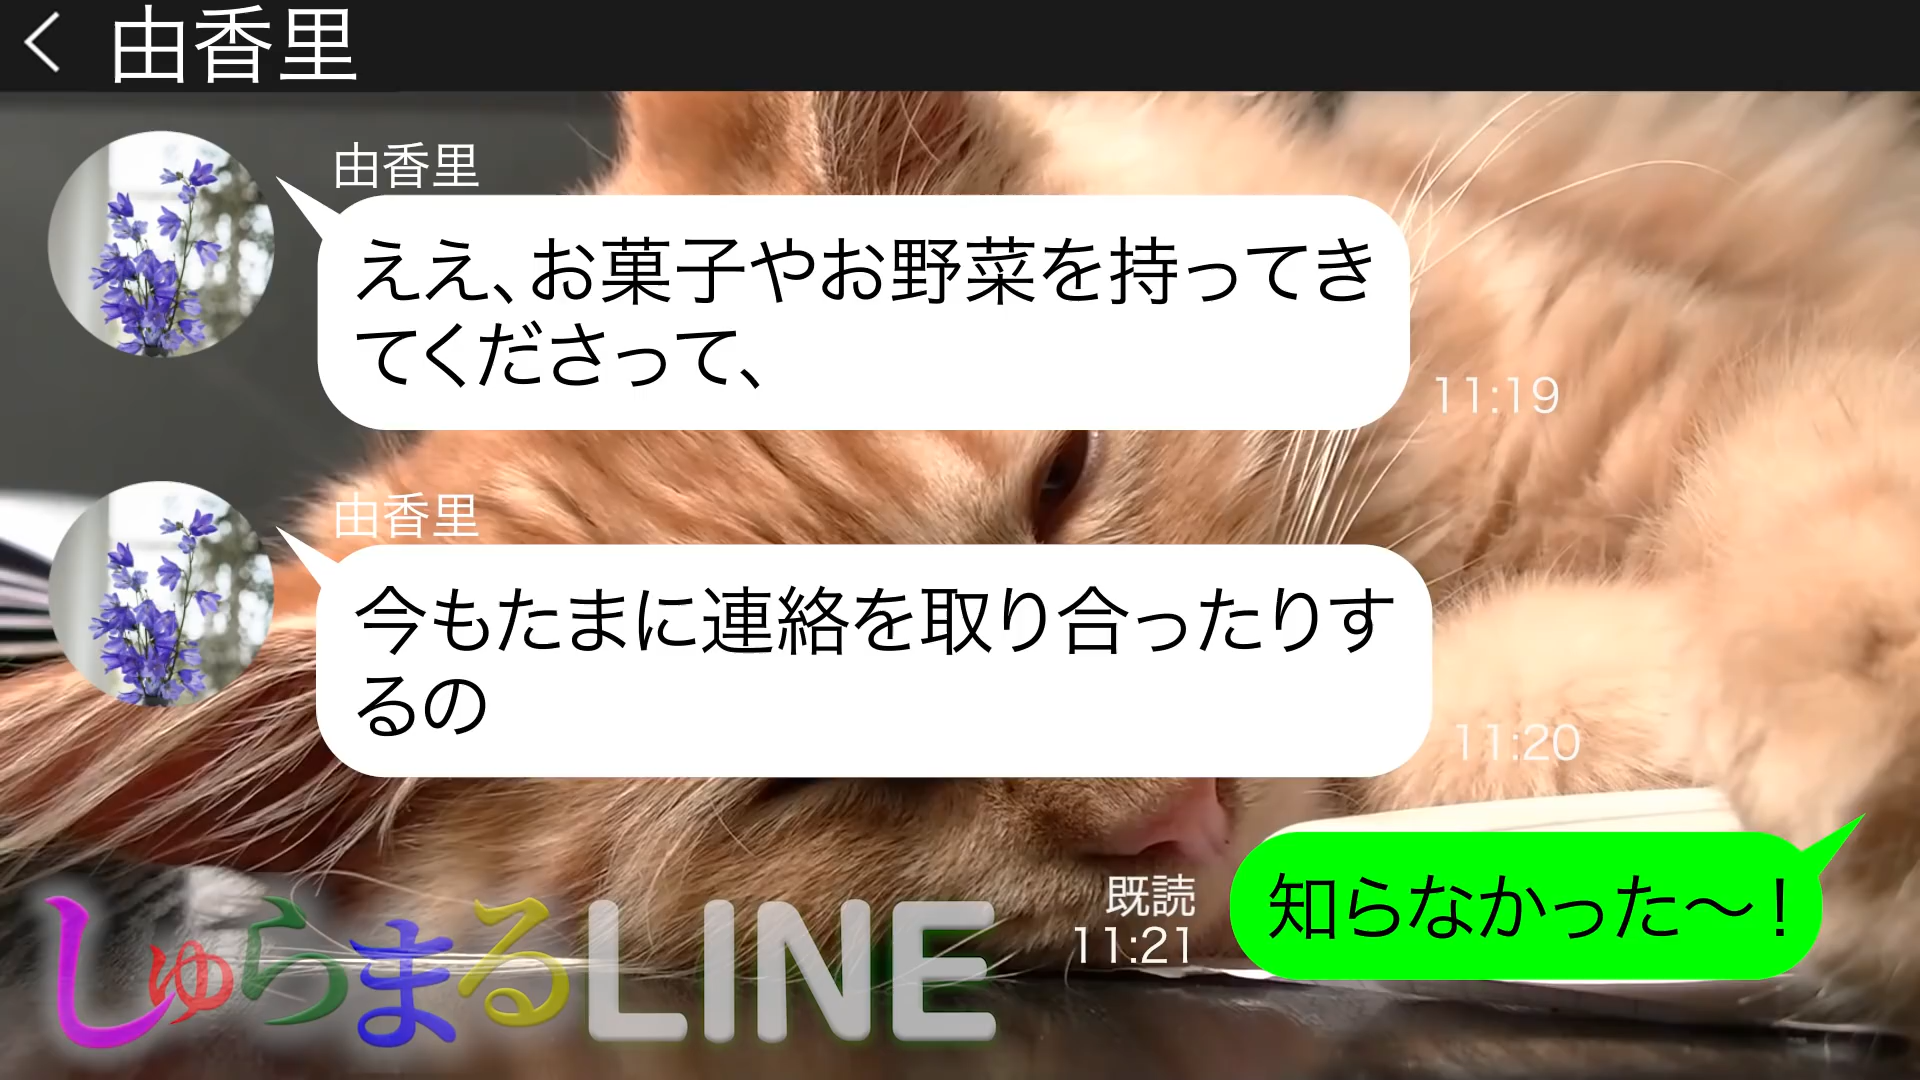 由香里
由香里
ええ、お菓子やお野菜を持ってき
てくださって、
11:19
由香里
今もたまに連絡を取り合ったりす
るの
11:20
既読
11:21
知らなかった～！
しゅらまるLINE